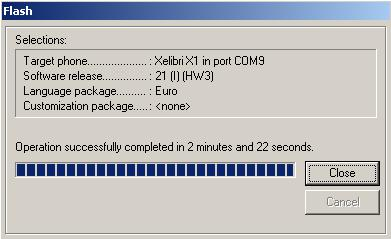 Flash
Selections:
Target phone...................... : Xelibri X1 in port COM9
Software release................ : 21 (I) (HW3)
Language package.......... : Euro
Customization package..... : <none>
Operation successfully completed in 2 minutes and 22 seconds.
Close
Cancel